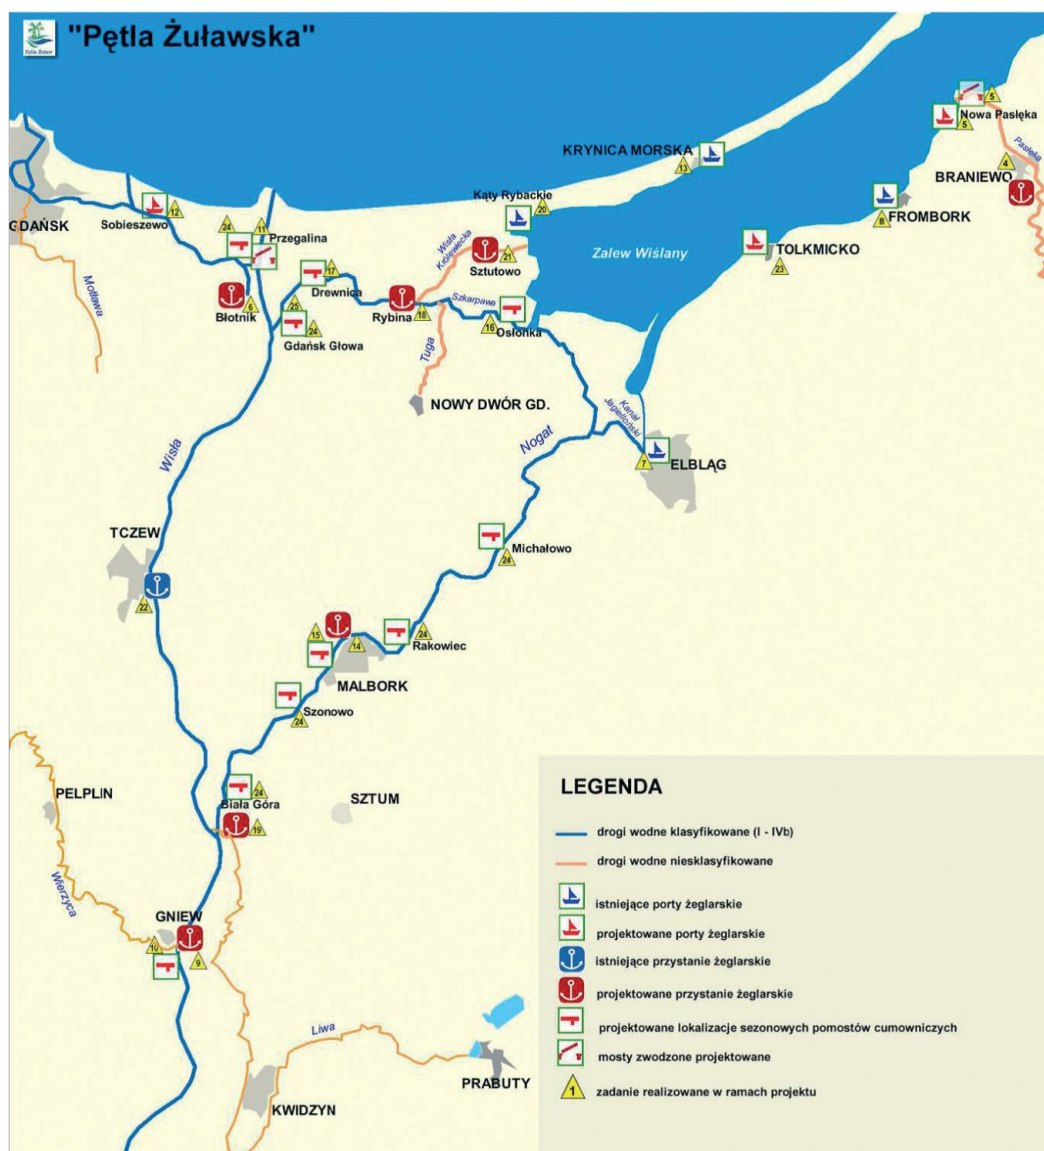 "Pętla Żuławska"
Pętla Żuław
5
Nowa Pasłęka
5
Pasłęka
KRYNICA MORSKA
13
4
BRANIEWO
Kąty Rybackie
20
FROMBORK
8
GDAŃSK
Sobieszewo
12
24
11
Przegalina
Wisła
Królewiecka
21
Sztutowo
Zalew Wiślany
TOLKMICKO
23
Motława
17
Drewnica
6
Błotnik
25
24
Gdańsk Głowa
Rybina
18
Szkarpawa
16
Osłonka
Tuga
NOWY DWÓR GD.
Kanał
Jagielloński
Nogat
Wisła
7
ELBLĄG
TCZEW
22
Michałowo
24
15
14
24
Rakowiec
MALBORK
Szonowo
24
PELPLIN
24
Biała Góra
19
SZTUM
Wierzyca
GNIEW
10
9
Liwa
PRABUTY
KWIDZYN
LEGENDA
drogi wodne klasyfikowane (I - IVb)
drogi wodne niesklasyfikowane
istniejące porty żeglarskie
projektowane porty żeglarskie
istniejące przystanie żeglarskie
projektowane przystanie żeglarskie
projektowane lokalizacje sezonowych pomostów cumowniczych
mosty zwodzone projektowane
1
zadanie realizowane w ramach projektu